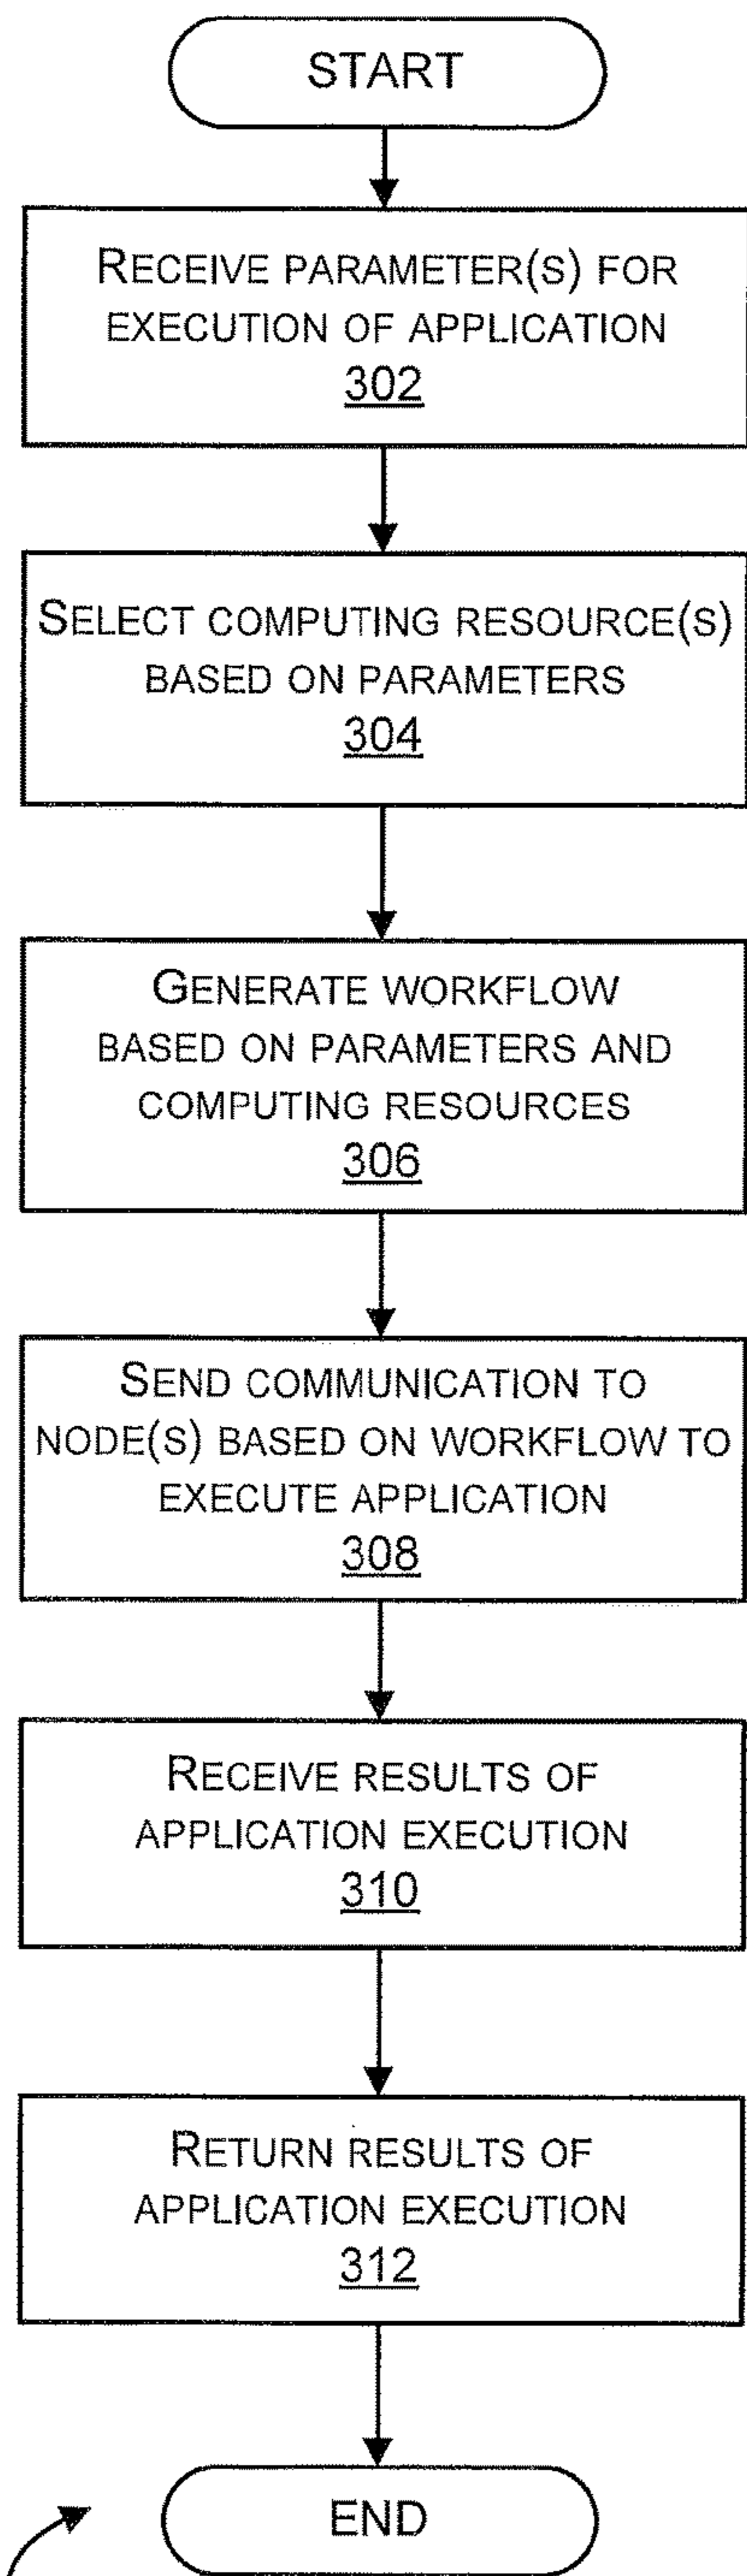 START
RECEIVE PARAMETER(S) FOR
EXECUTION OF APPLICATION
302
SELECT COMPUTING RESOURCE(S)
BASED ON PARAMETERS
304
GENERATE WORKFLOW
BASED ON PARAMETERS AND
COMPUTING RESOURCES
306
SEND COMMUNICATION TO
NODE(S) BASED ON WORKFLOW TO
EXECUTE APPLICATION
308
RECEIVE RESULTS OF
APPLICATION EXECUTION
310
RETURN RESULTS OF
APPLICATION EXECUTION
312
END